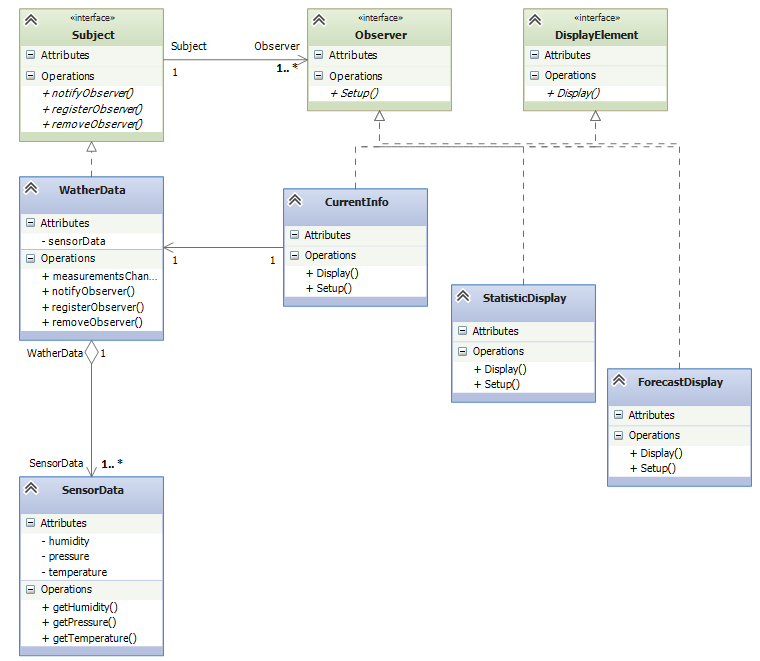 «interface»
Subject
Attributes
Operations
+ notifyObserver()
+ registerObserver()
+ removeObserver()
Subject
1
Observer
1.. *
«interface»
Observer
Attributes
Operations
+ Setup()
«interface»
DisplayElement
Attributes
Operations
+ Display()
WatherData
Attributes
- sensorData
Operations
+ measurementsChan...
+ notifyObserver()
+ registerObserver()
+ removeObserver()
1
1
CurrentInfo
Attributes
Operations
+ Display()
+ Setup()
StatisticDisplay
Attributes
Operations
+ Display()
+ Setup()
ForecastDisplay
Attributes
Operations
+ Display()
+ Setup()
WatherData
1
SensorData
1.. *
SensorData
Attributes
- humidity
- pressure
- temperature
Operations
+ getHumidity()
+ getPressure()
+ getTemperature()